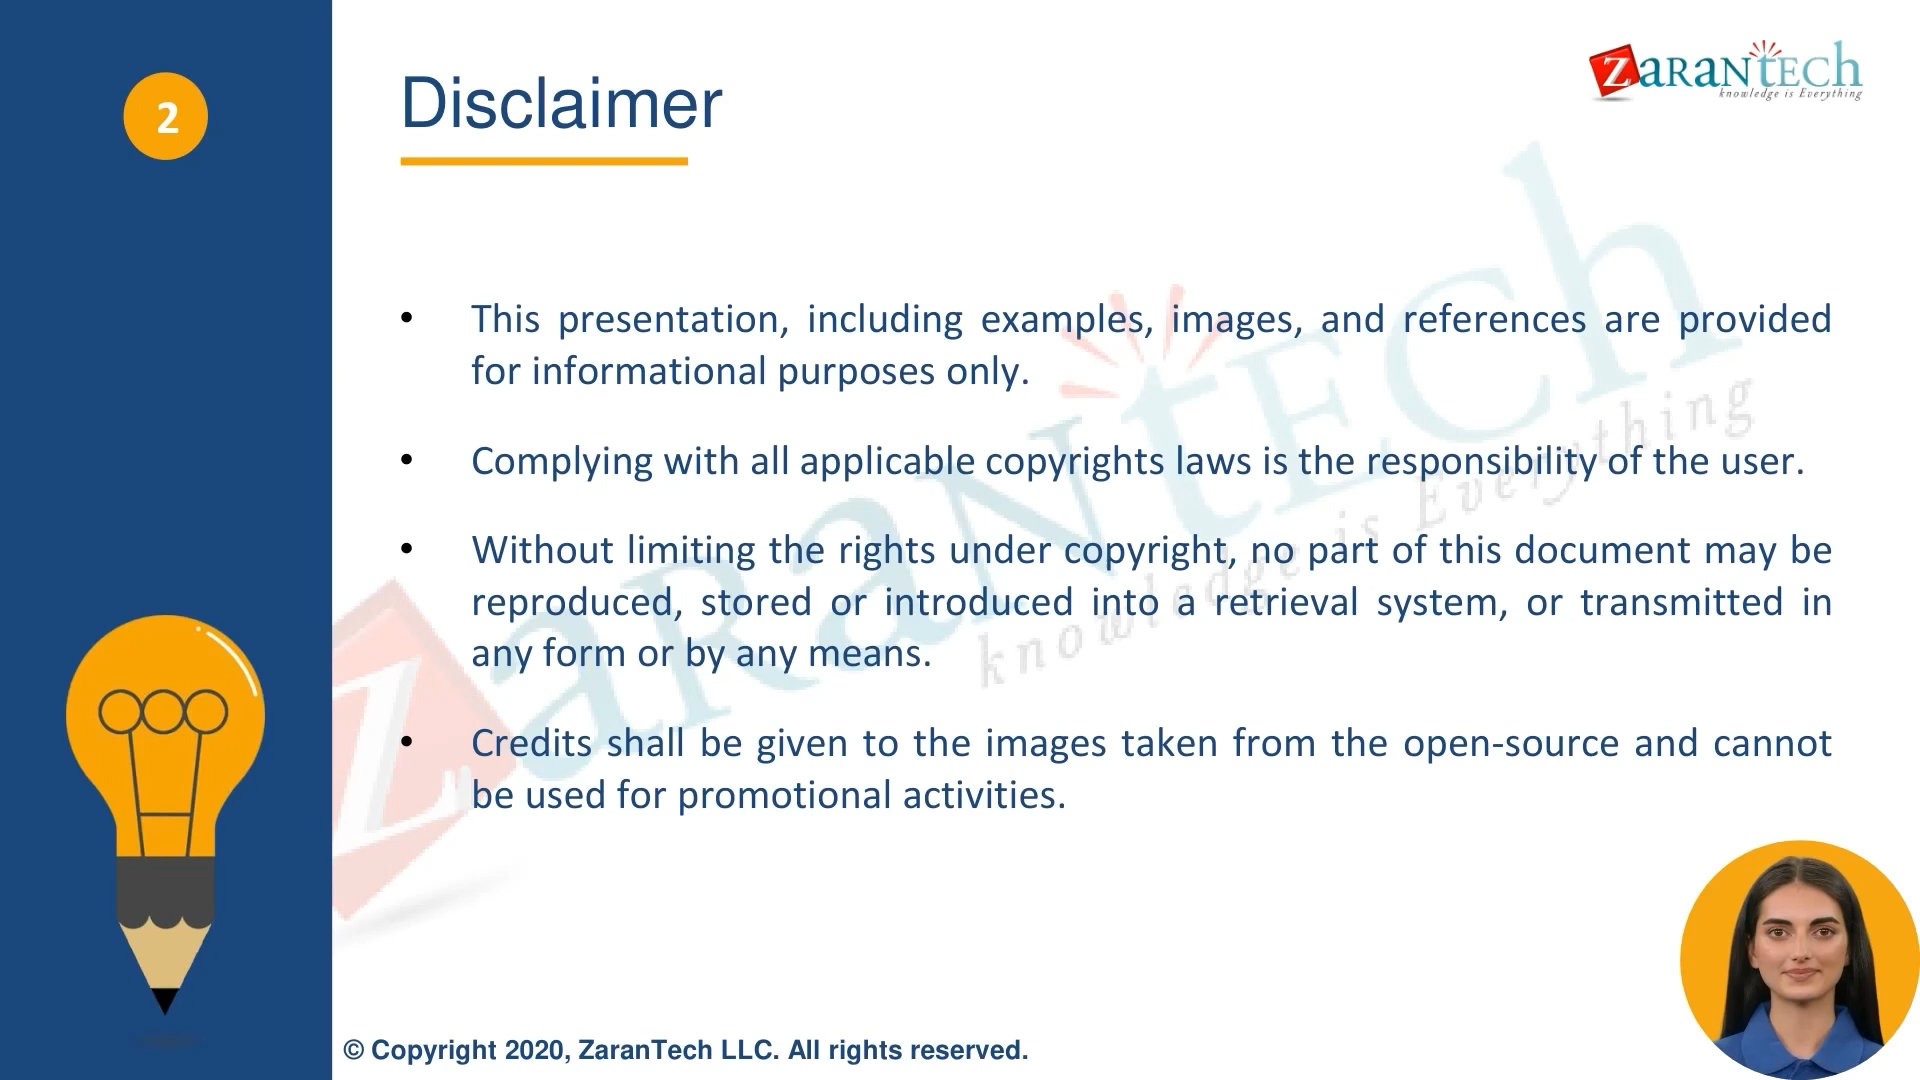 2
Disclaimer
ZaranTech
knowledge is Everything
• This presentation, including examples, images, and references are provided
for informational purposes only.
• Complying with all applicable copyrights laws is the responsibility of the user.
• Without limiting the rights under copyright, no part of this document may be
reproduced, stored or introduced into a retrieval system, or transmitted in
any form or by any means.
• Credits shall be given to the images taken from the open-source and cannot
be used for promotional activities.
ZaranTech
knowledge is Everything
© Copyright 2020, ZaranTech LLC. All rights reserved.